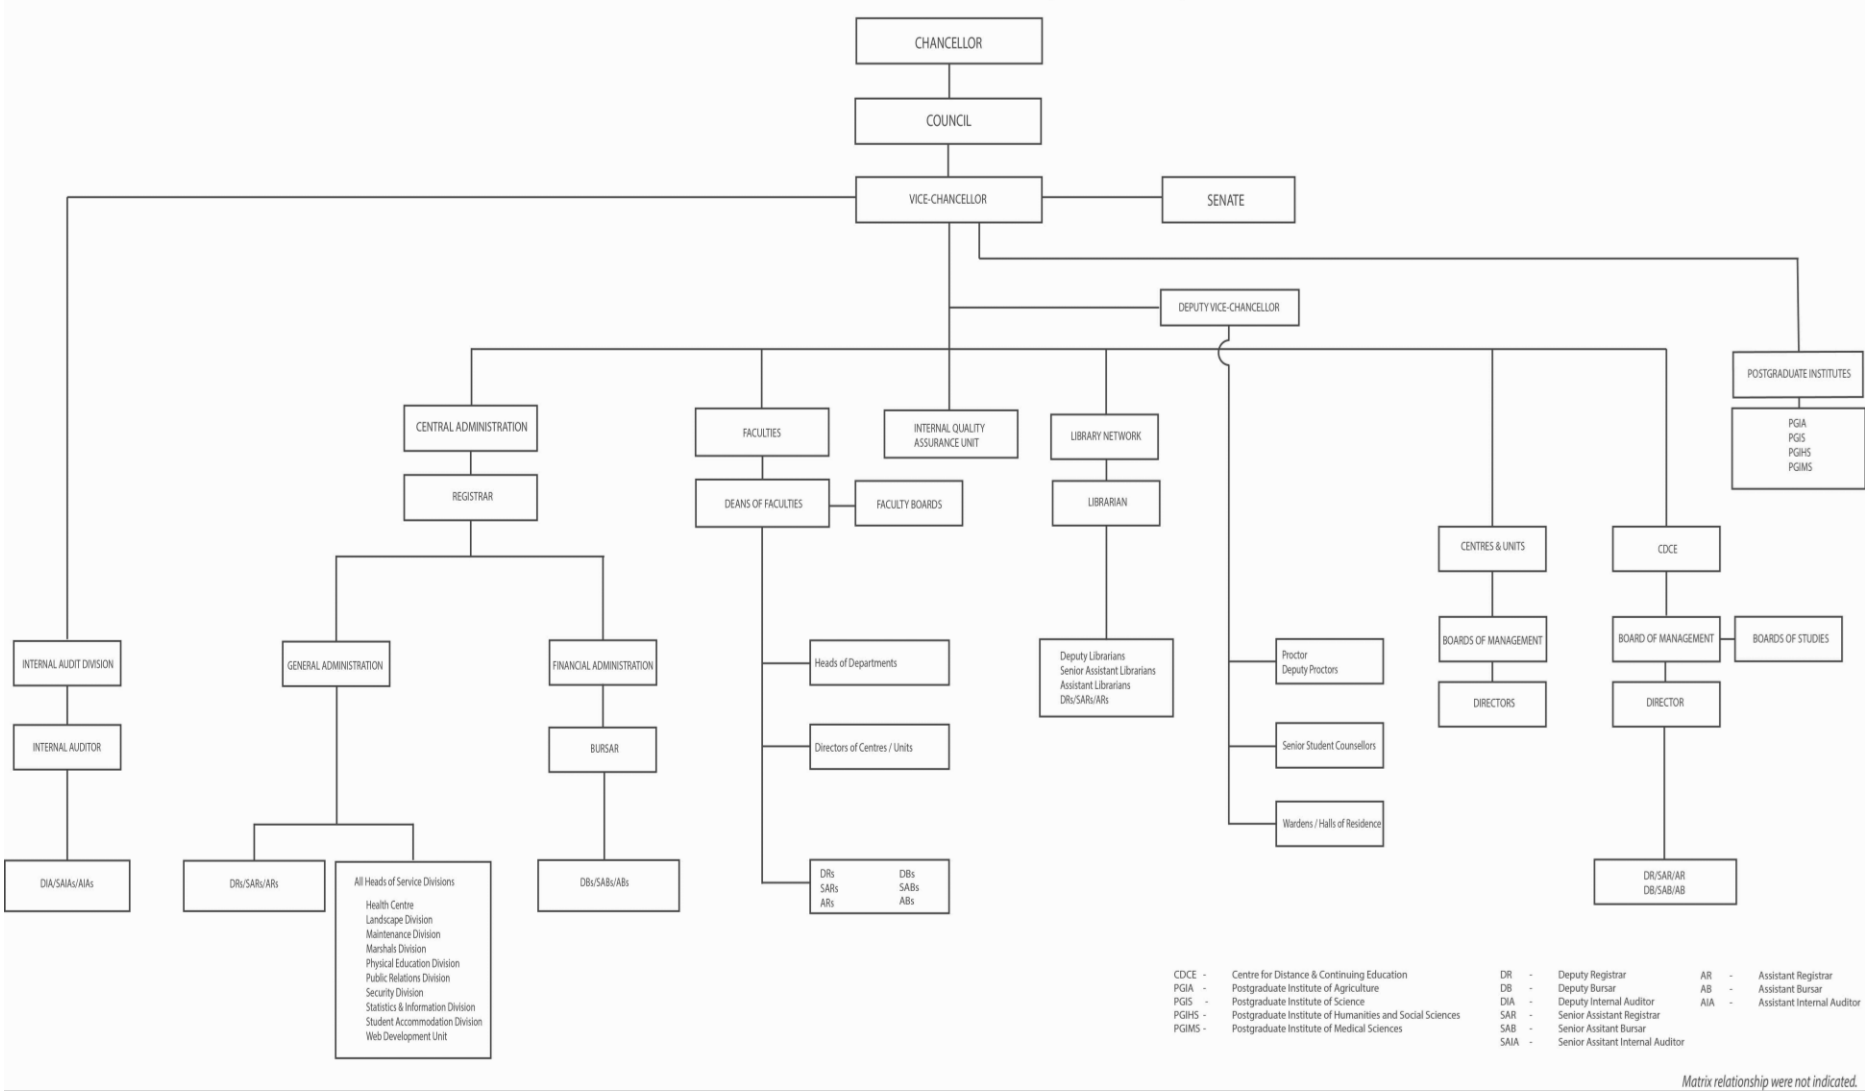 CHANCELLOR
COUNCIL
VICE-CHANCELLOR
SENATE
DEPUTY VICE-CHANCELLOR
POSTGRADUATE INSTITUTES
PGIA
PGIS
PGIHS
PGIMS
CENTRAL ADMINISTRATION
REGISTRAR
FACULTIES
DEANS OF FACULTIES
FACULTY BOARDS
INTERNAL QUALITY
ASSURANCE UNIT
LIBRARY NETWORK
LIBRARIAN
CENTRES & UNITS
CDCE
INTERNAL AUDIT DIVISION
INTERNAL AUDITOR
DIA/SAIAs/AIAs
GENERAL ADMINISTRATION
DRs/SARs/ARs
All Heads of Service Divisions
Health Centre
Landscape Division
Maintenance Division
Marshals Division
Physical Education Division
Public Relations Division
Security Division
Statistics & Information Division
Student Accommodation Division
Web Development Unit
FINANCIAL ADMINISTRATION
BURSAR
DBs/SABs/ABs
Heads of Departments
Directors of Centres / Units
DRs DBs
SARs SABs
ARs ABs
Deputy Librarians
Senior Assistant Librarians
Assistant Librarians
DRs/SARs/ARs
Proctor
Deputy Proctors
Senior Student Counsellors
Wardens / Halls of Residence
BOARDS OF MANAGEMENT
DIRECTORS
BOARD OF MANAGEMENT
BOARDS OF STUDIES
DIRECTOR
DR/SAR/AR
DB/SAB/AB
CDCE - Centre for Distance & Continuing Education
PGIA - Postgraduate Institute of Agriculture
PGIS - Postgraduate Institute of Science
PGIHS - Postgraduate Institute of Humanities and Social Sciences
PGIMS - Postgraduate Institute of Medical Sciences
DR - Deputy Registrar
DB - Deputy Bursar
DIA - Deputy Internal Auditor
SAR - Senior Assistant Registrar
SAB - Senior Assitant Bursar
SAIA - Senior Assitant Internal Auditor
AR - Assistant Registrar
AB - Assistant Bursar
AIA - Assistant Internal Auditor
Matrix relationship were not indicated.